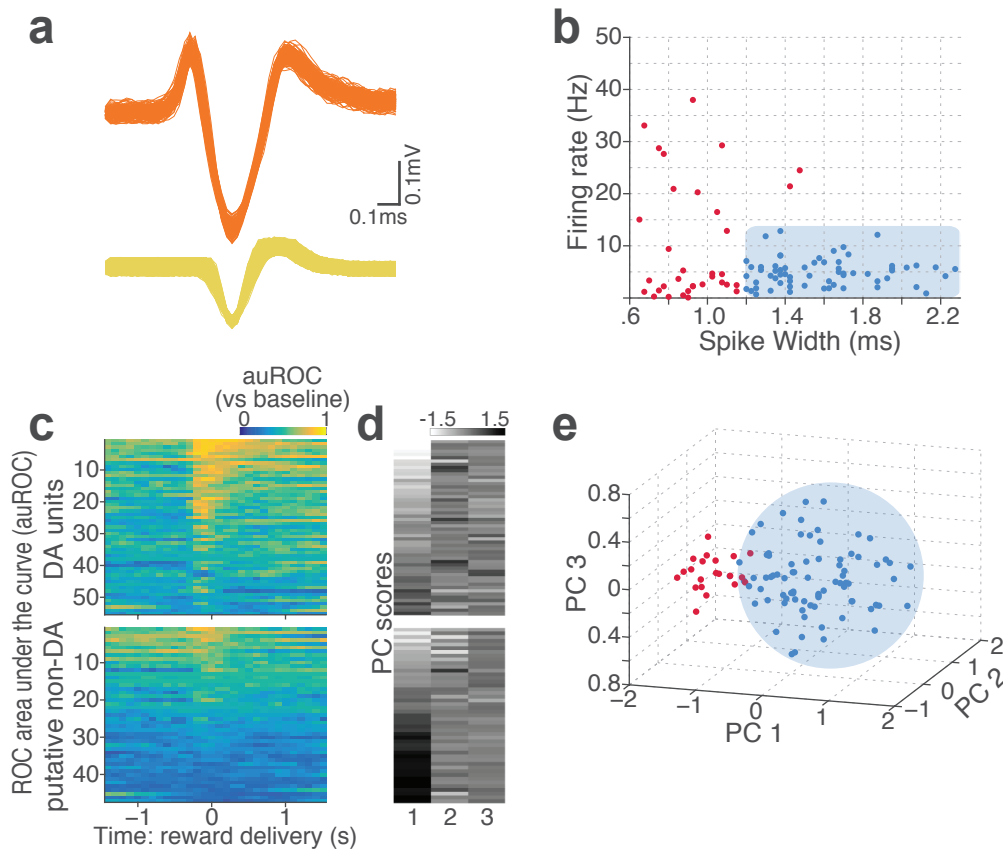 a
0.1mV
0.1ms
b
Firing rate (Hz)
50
40
30
20
10
.6 1.0 1.4 1.8 2.2
Spike Width (ms)
c
auROC
(vs baseline)
0 1
ROC area under the curve (auROC)
DA units
10
20
30
40
50
putative non-DA
10
20
30
40
−1 0 1
Time: reward delivery (s)
d
-1.5 1.5
PC scores
1 2 3
e
PC 3
0.8
0.4
0
0.4
0.8
−2 −1 0 1 2
PC 1
−1 0 1 2
PC 2